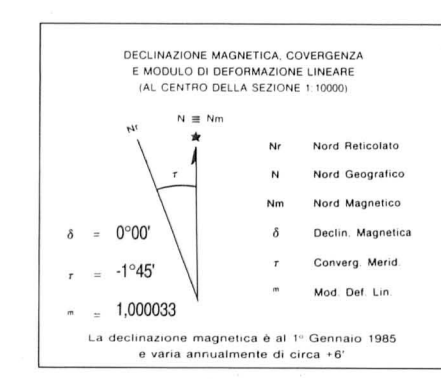 DECLINAZIONE MAGNETICA, COVERGENZA
E MODULO DI DEFORMAZIONE LINEARE
(AL CENTRO DELLA SEZIONE 1:10000)
N ≡ Nm
Nr
τ
Nr Nord Reticolato
N Nord Geografico
Nm Nord Magnetico
δ Declin. Magnetica
τ Converg. Merid.
m Mod. Def. Lin.
δ = 0°00'
τ = -1°45'
m = 1,000033
La declinazione magnetica è al 1° Gennaio 1985
e varia annualmente di circa +6'